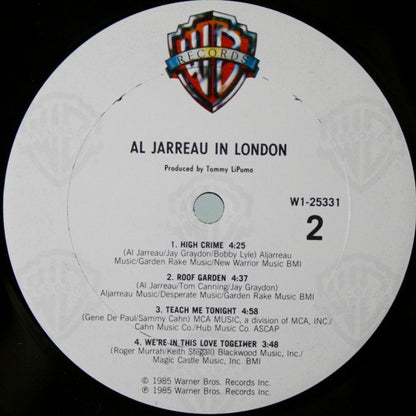 WB
RECORDS
AL JARREAU IN LONDON
Produced by Tommy LiPuma
W1-25331
2
1. HIGH CRIME 4:25
(Al Jarreau/Jay Graydon/Bobby Lyle) Aljarreau
Music/Garden Rake Music/New Warrior Music BMI
2. ROOF GARDEN 4:37
(Al Jarreau/Tom Canning/Jay Graydon)
Aljarreau Music/Desperate Music/Garden Rake Music BMI
3. TEACH ME TONIGHT 4:58
(Gene De Paul/Sammy Cahn) MCA MUSIC, a division of MCA, INC./
Cahn Music Co./Hub Music Co. ASCAP
4. WE'RE IN THIS LOVE TOGETHER 3:48
(Roger Murrah/Keith Stegall) Blackwood Music, Inc./
Magic Castle Music, Inc. BMI
© 1985 Warner Bros. Records Inc.
℗ 1985 Warner Bros. Records Inc.